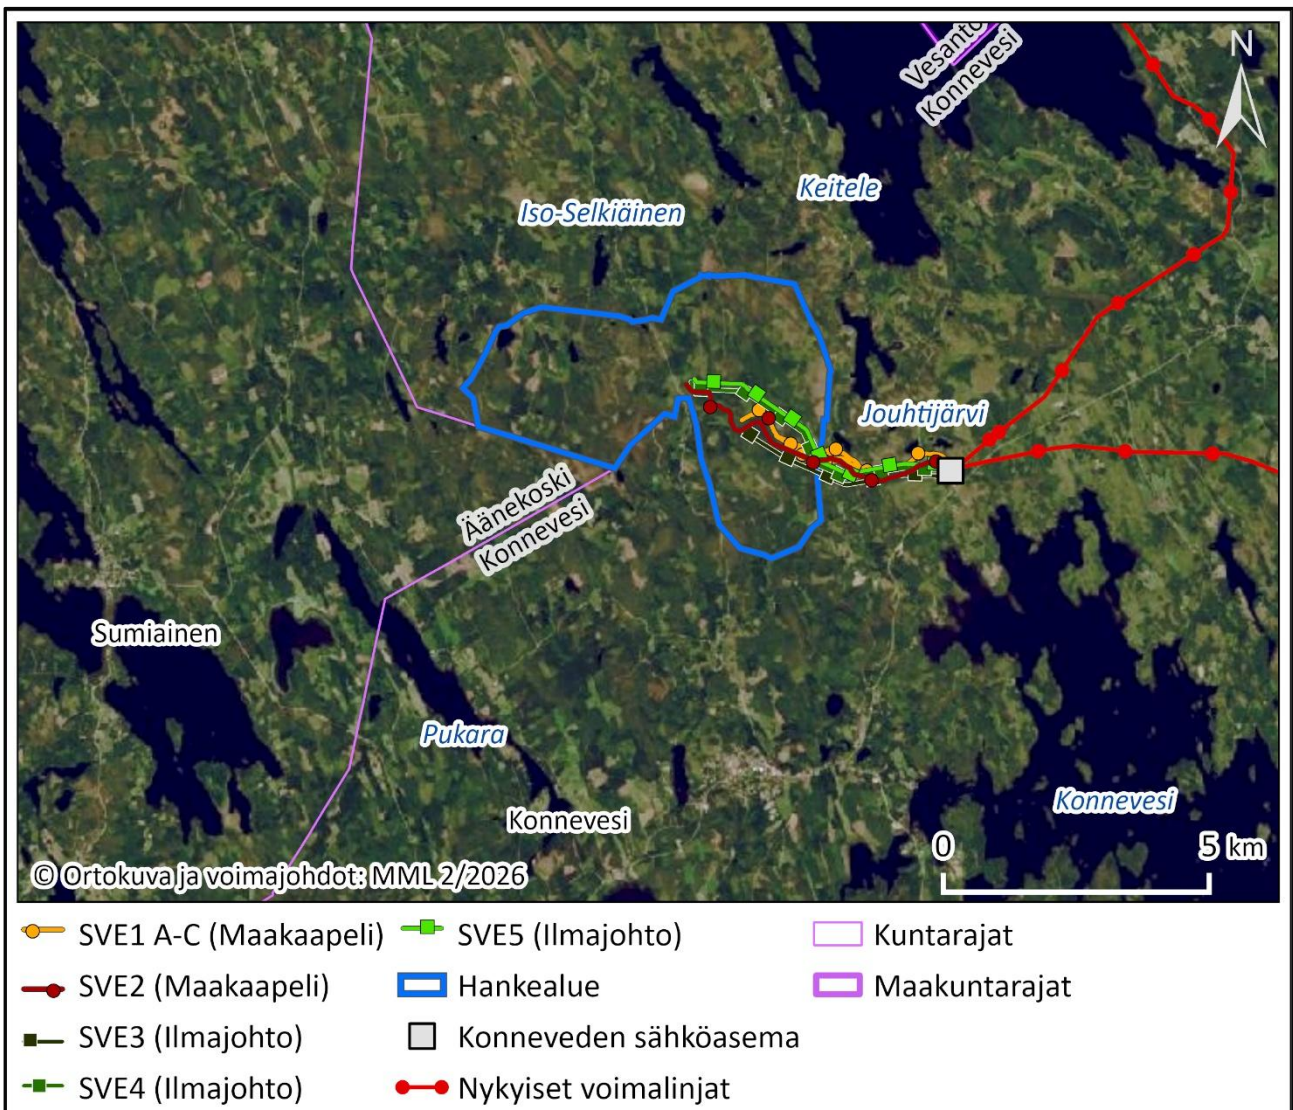 Vesanto
Konnevesi
N
Keitele
Iso-Selkiäinen
Jouhtijärvi
Äänekoski
Konnevesi
Sumiainen
Pukara
Konnevesi
Konnevesi
0 5 km
© Ortokuva ja voimajohdot: MML 2/2026
SVE1 A-C (Maakaapeli) SVE5 (Ilmajohto) Kuntarajat
SVE2 (Maakaapeli) Hankealue Maakuntarajat
SVE3 (Ilmajohto) Konneveden sähköasema
SVE4 (Ilmajohto) Nykyiset voimalinjat